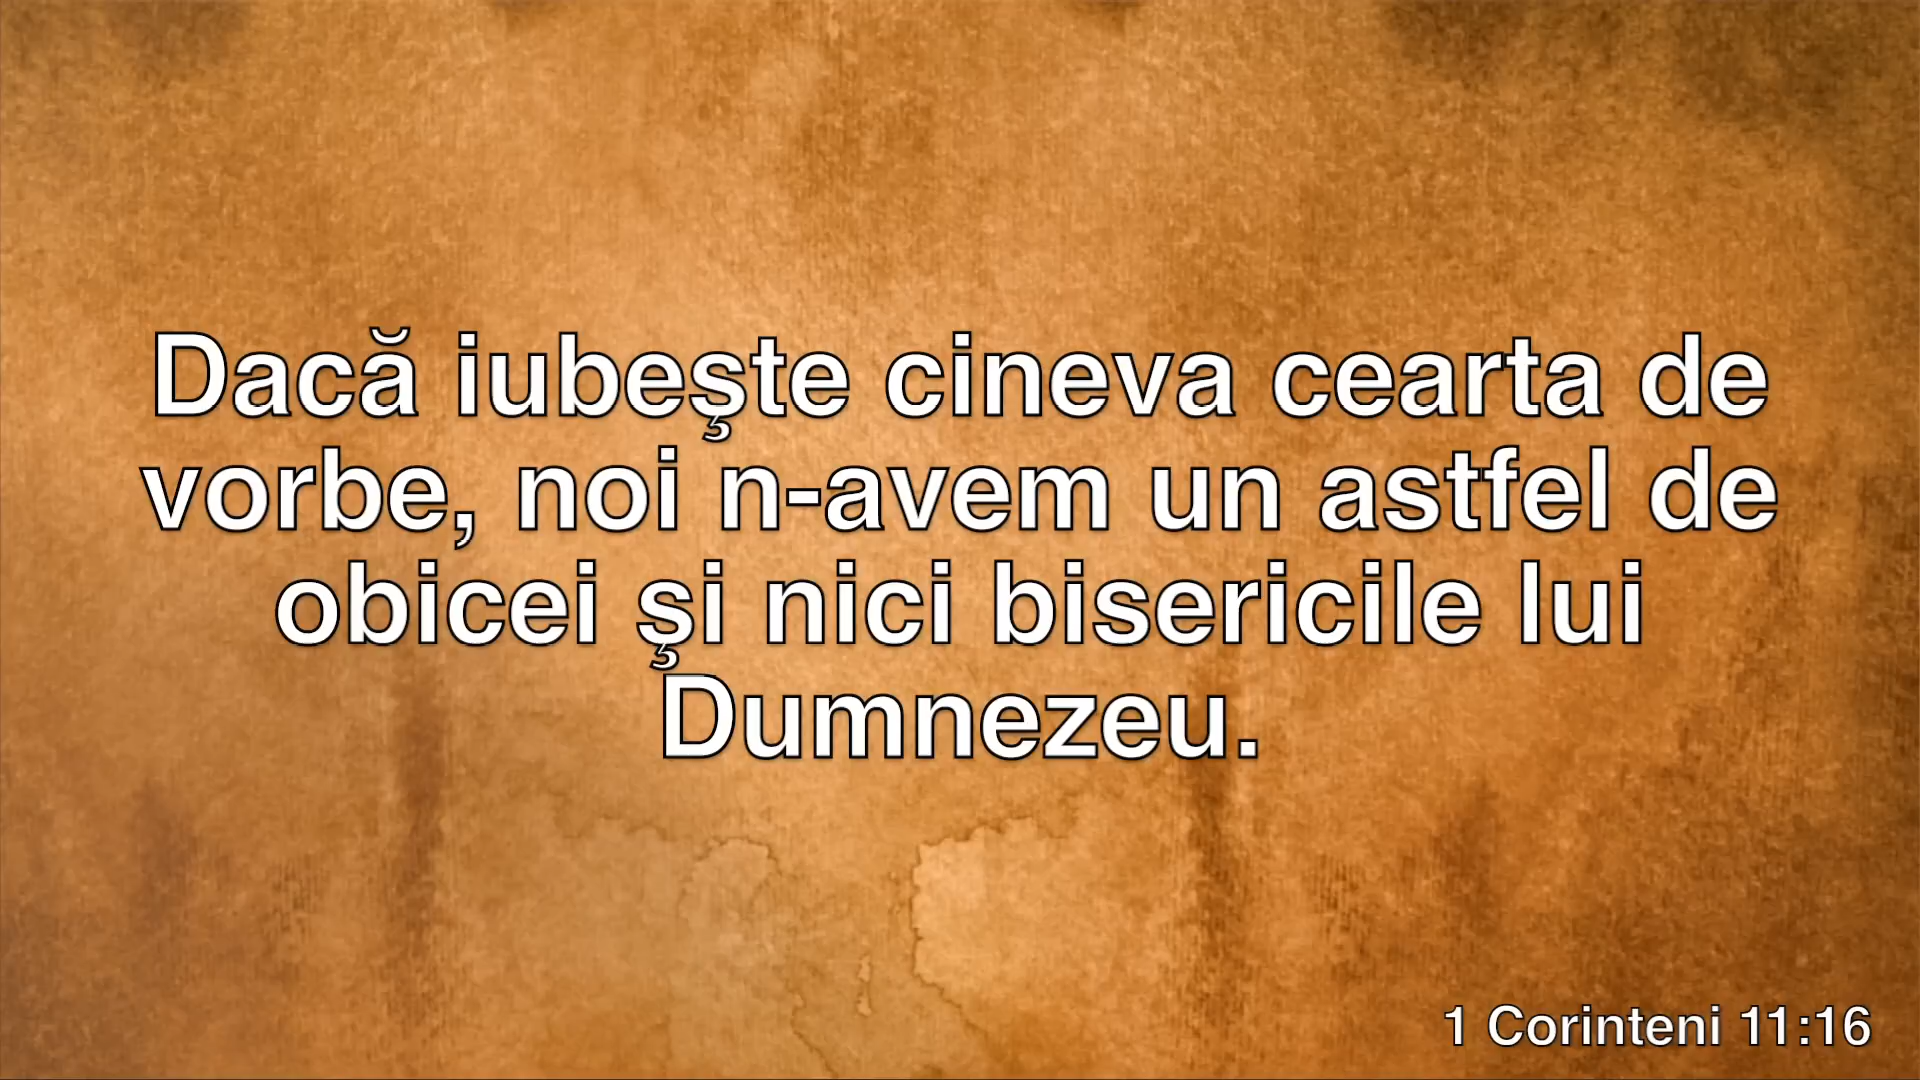 Dacă iubeşte cineva cearta de
vorbe, noi n-avem un astfel de
obicei şi nici bisericile lui
Dumnezeu.
1 Corinteni 11:16